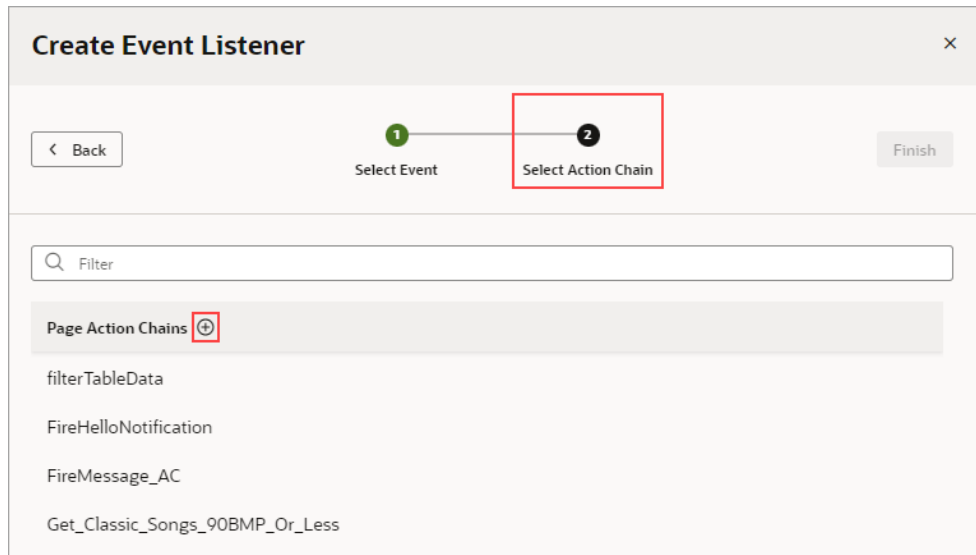 Create Event Listener
Back
1
2
Finish
Select Event
Select Action Chain
Filter
Page Action Chains
filterTableData
FireHelloNotification
FireMessage_AC
Get_Classic_Songs_90BMP_Or_Less